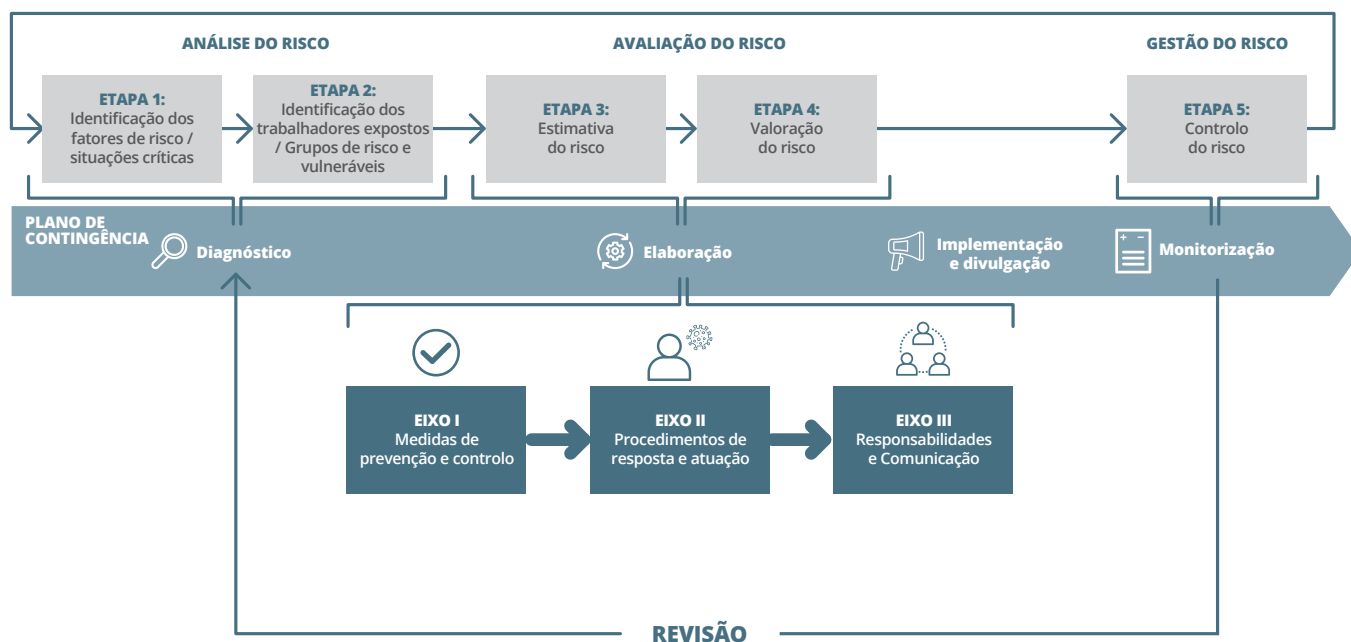 ANÁLISE DO RISCO
AVALIAÇÃO DO RISCO
GESTÃO DO RISCO
ETAPA 1:
Identificação dos
fatores de risco /
situações críticas
ETAPA 2:
Identificação dos
trabalhadores expostos
/ Grupos de risco e
vulneráveis
ETAPA 3:
Estimativa
do risco
ETAPA 4:
Valoração
do risco
ETAPA 5:
Controlo
do risco
PLANO DE
CONTINGÊNCIA
Diagnóstico
Elaboração
Implementação
e divulgação
Monitorização
EIXO I
Medidas de
prevenção e controlo
EIXO II
Procedimentos de
resposta e atuação
EIXO III
Responsabilidades
e Comunicação
REVISÃO